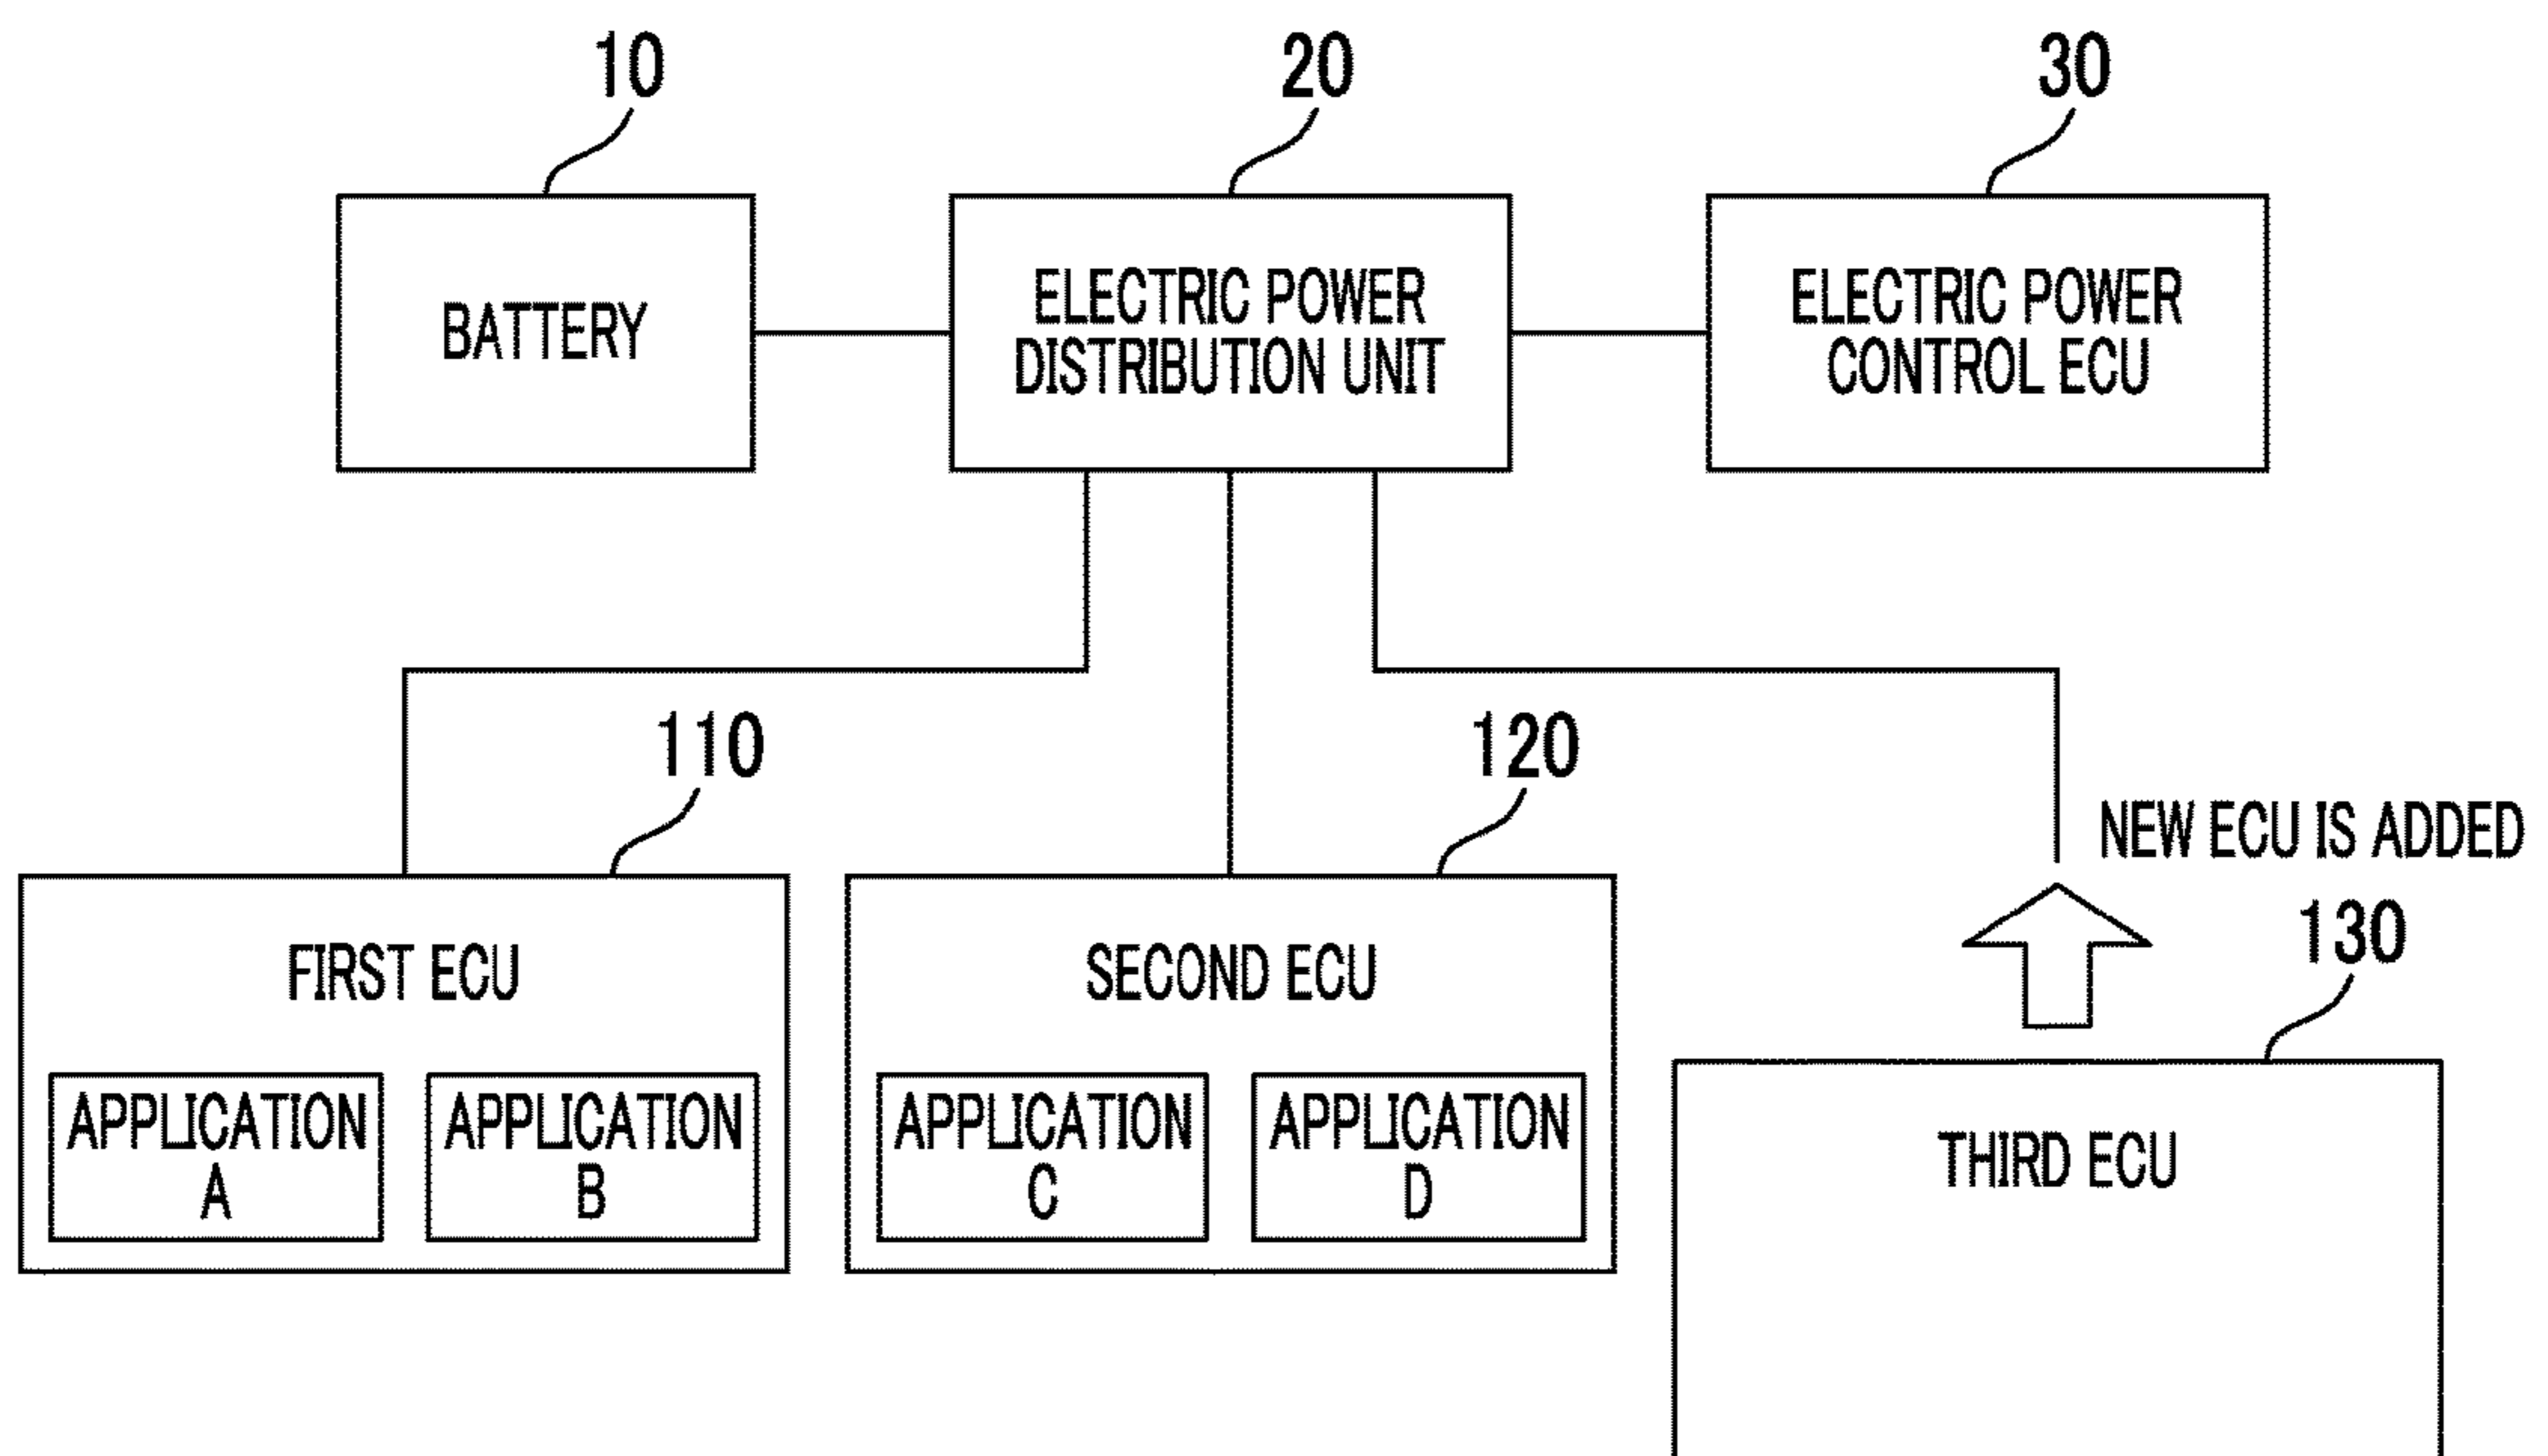 10
20
30
BATTERY
ELECTRIC POWER
DISTRIBUTION UNIT
ELECTRIC POWER
CONTROL ECU
110
120
NEW ECU IS ADDED
130
FIRST ECU
APPLICATION
A
APPLICATION
B
SECOND ECU
APPLICATION
C
APPLICATION
D
THIRD ECU